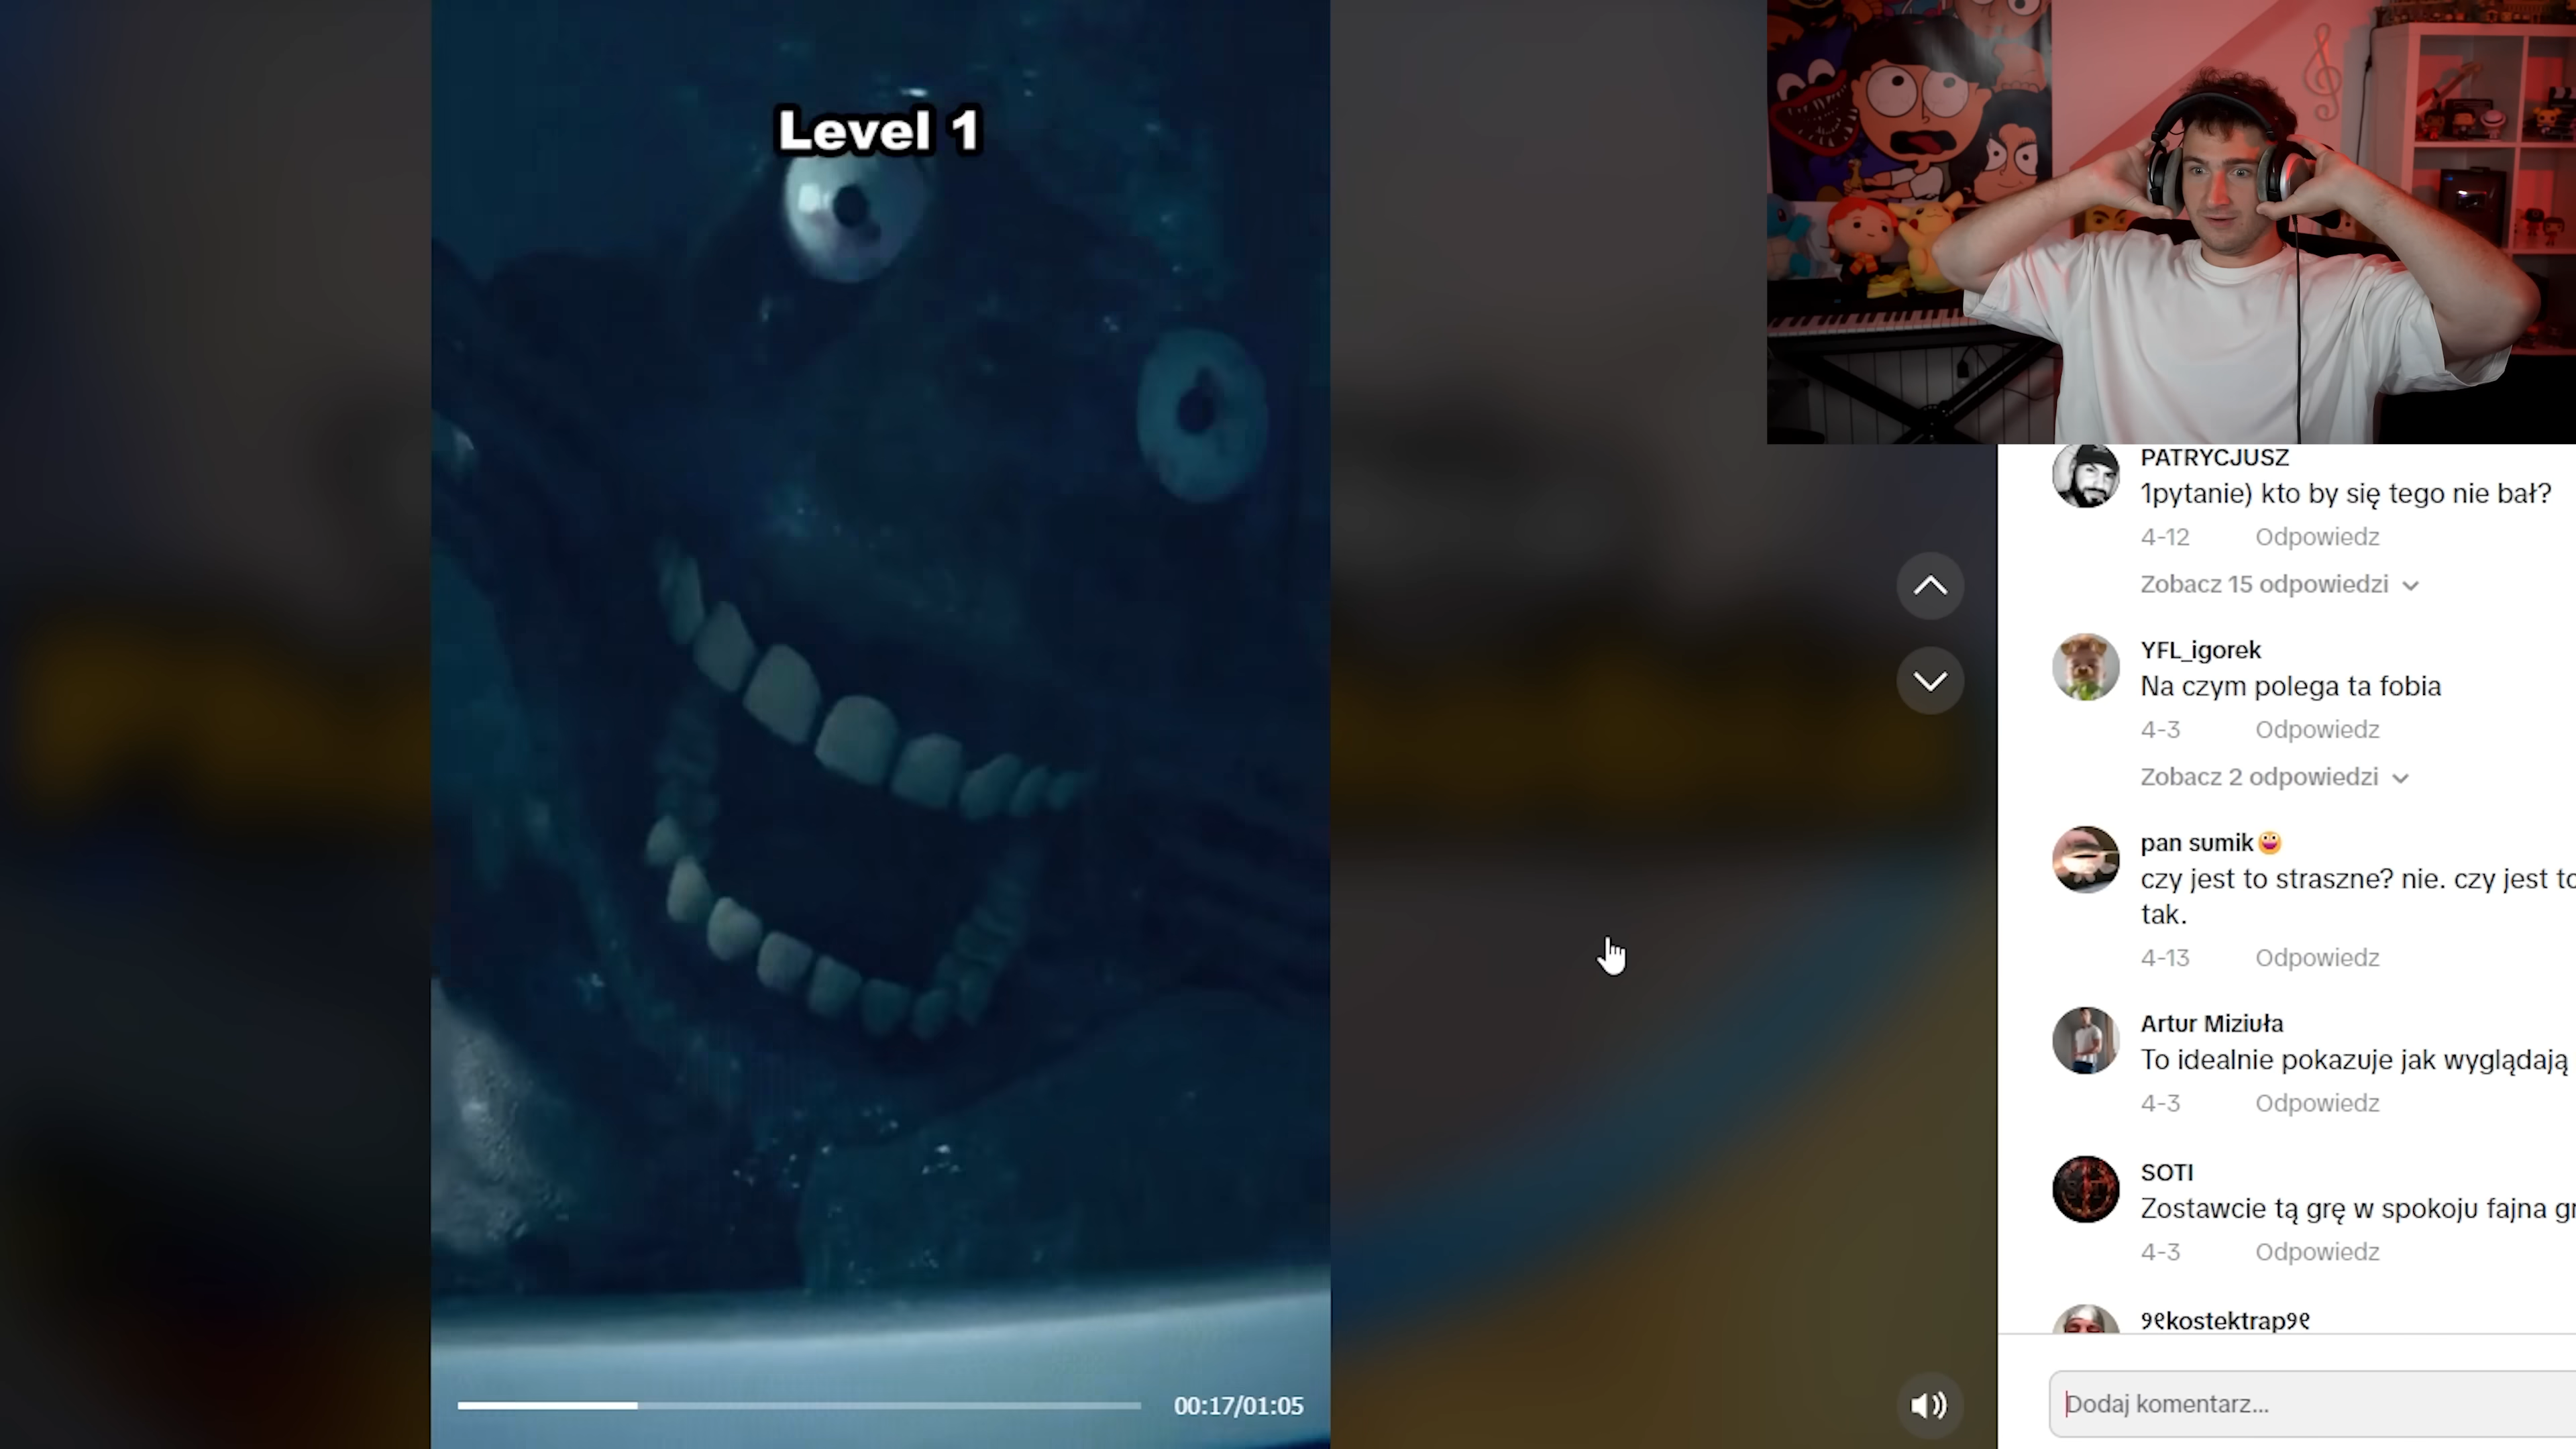 Level 1
PATRYCJUSZ
1pytanie) kto by się tego nie bał?
4-12 Odpowiedz
Zobacz 15 odpowiedzi
YFL_igorek
Na czym polega ta fobia
4-3 Odpowiedz
Zobacz 2 odpowiedzi
pan sumik😀
czy jest to straszne? nie. czy jest to
tak.
4-13 Odpowiedz
Artur Miziuła
To idealnie pokazuje jak wyglądają
4-3 Odpowiedz
SOTI
Zostawcie tą grę w spokoju fajna
4-3 Odpowiedz
୨୧kostektrap୨୧
Dodaj komentarz...
00:17/01:05